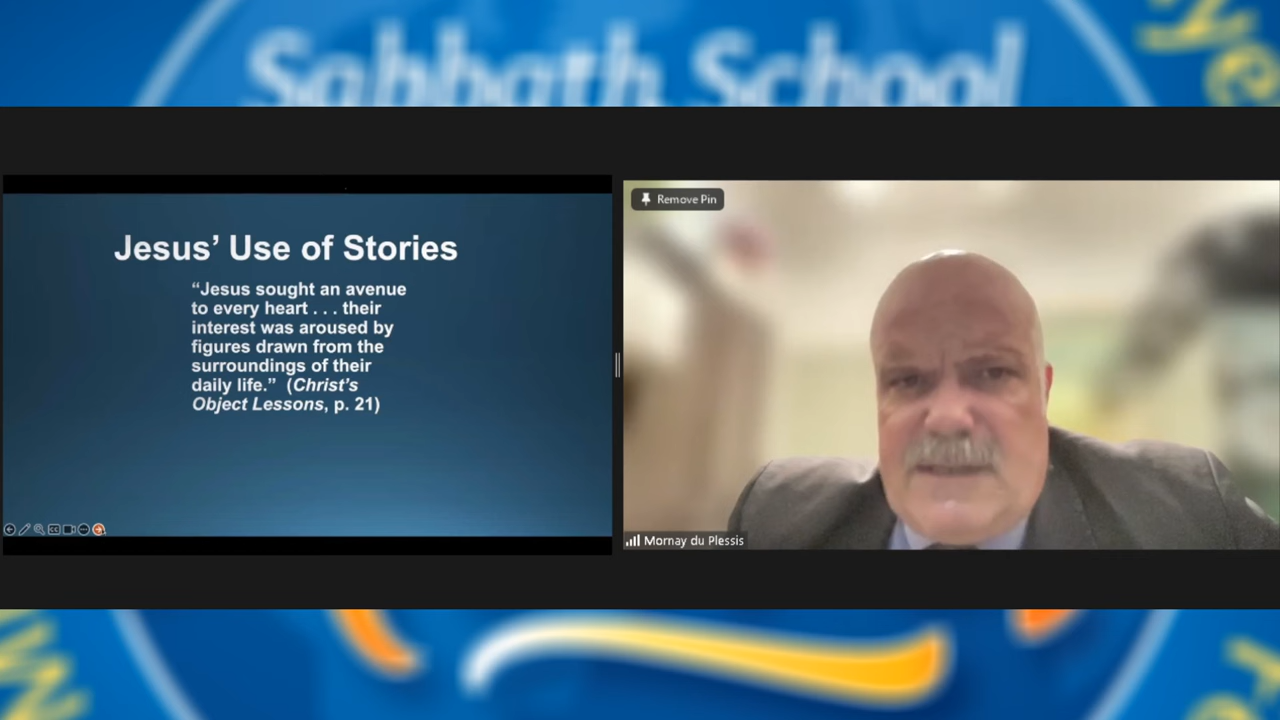 Sabbath School
Remove Pin
Jesus’ Use of Stories
“Jesus sought an avenue
to every heart . . . their
interest was aroused by
figures drawn from the
surroundings of their
daily life.” (Christ’s
Object Lessons, p. 21)
CC
Mornay du Plessis